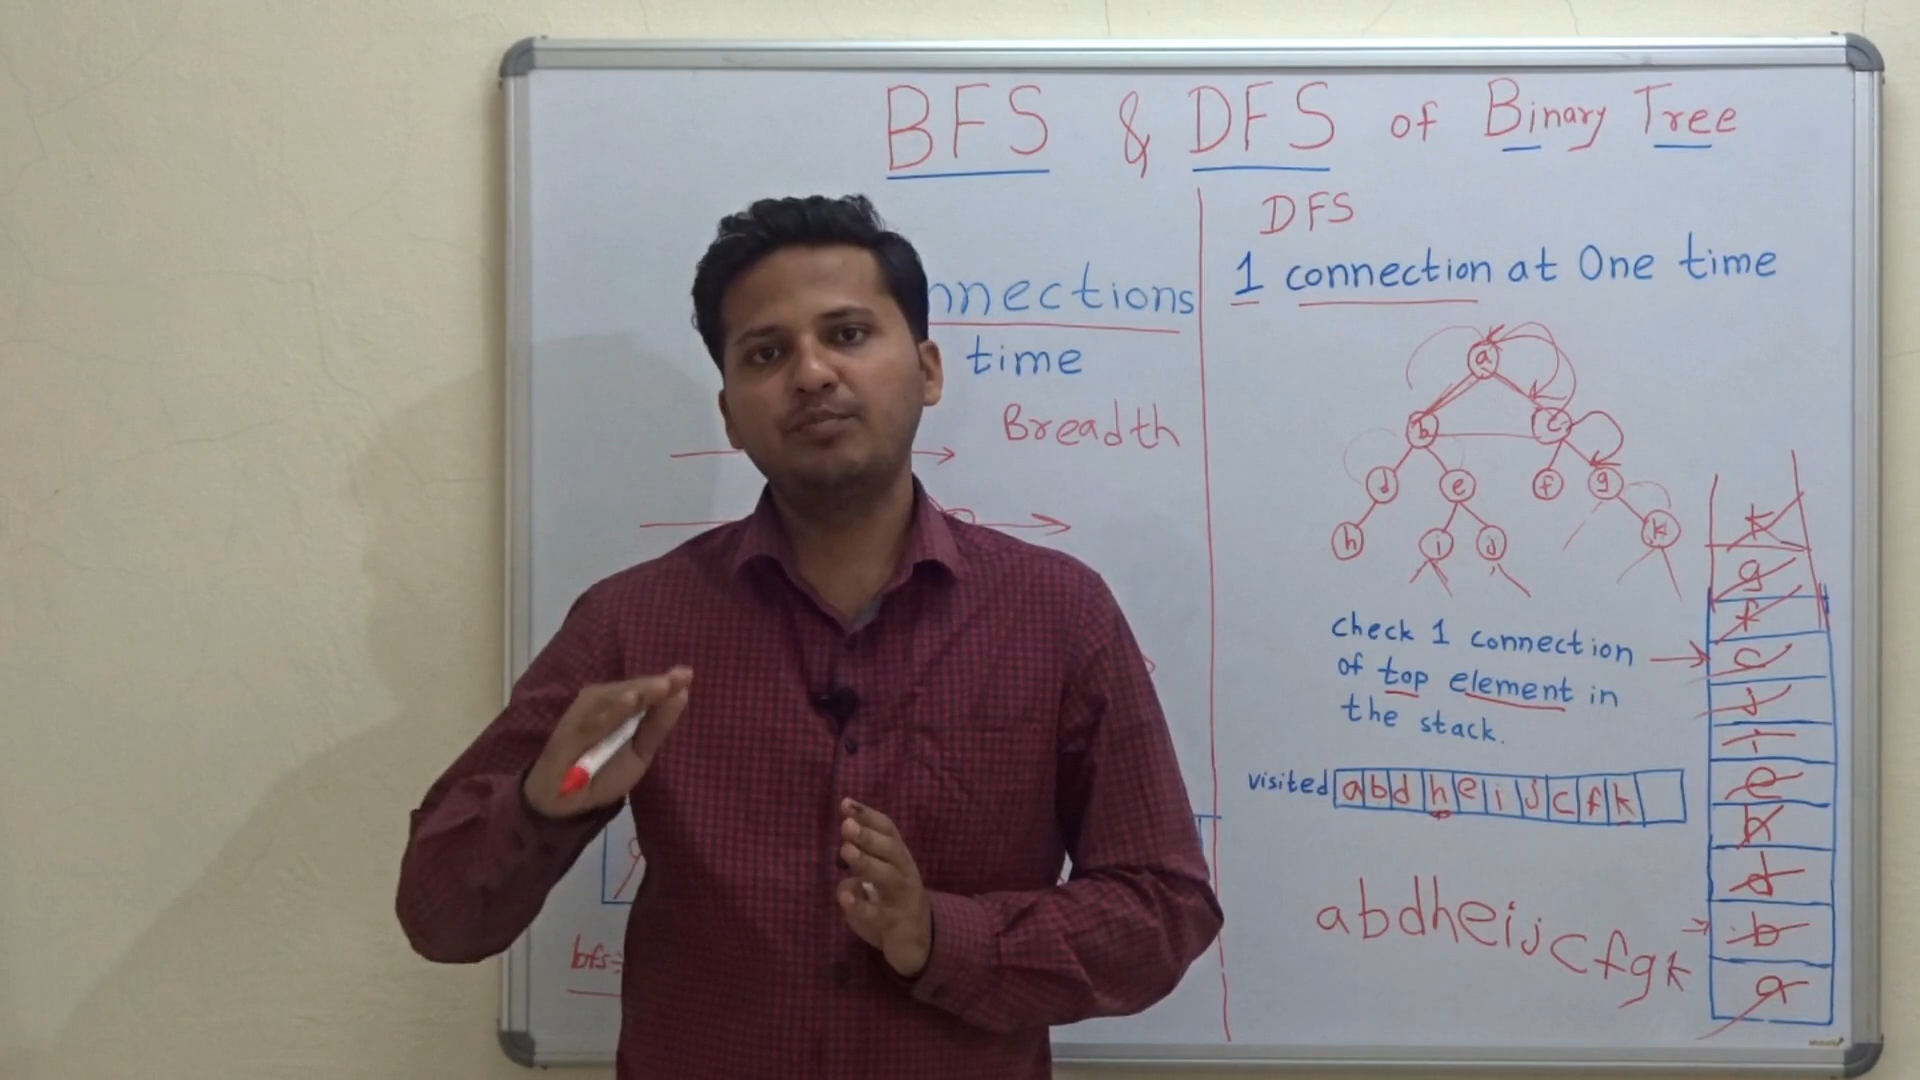 BFS & DFS of Binary Tree
nnections
time
Breadth
bfs
DFS
1 connection at One time
a
b c
d e f g
h i j k
check 1 connection
of top element in
the stack.
visited a b d h e i j c f k
abdheijcfgk
k
g
f
c
j
i
e
h
d
b
a